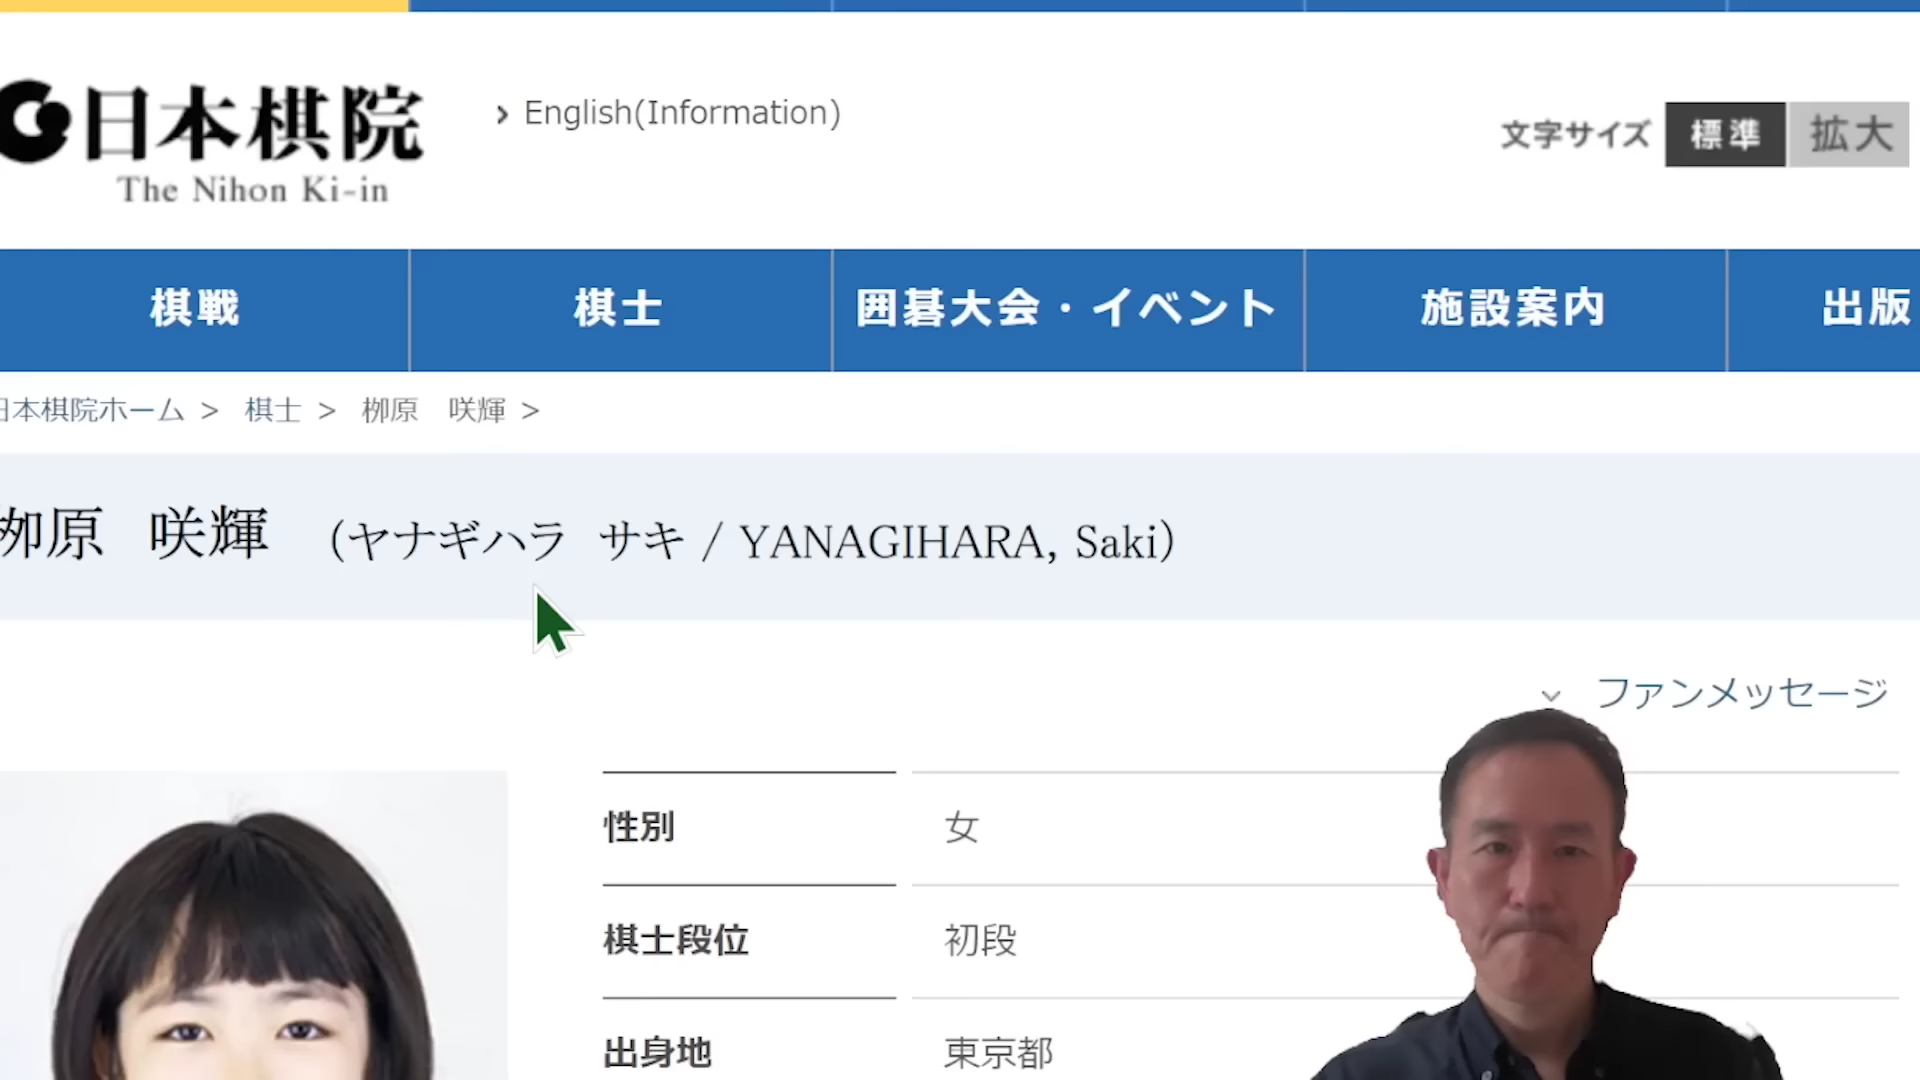 日本棋院
The Nihon Ki-in
› English(Information)
文字サイズ 標準 拡大
棋戦 棋士 囲碁大会・イベント 施設案内 出版
日本棋院ホーム > 棋士 > 栁原 咲輝 >
栁原 咲輝 (ヤナギハラ サキ / YANAGIHARA, Saki)
ファンメッセージ
性別 女
棋士段位 初段
出身地 東京都